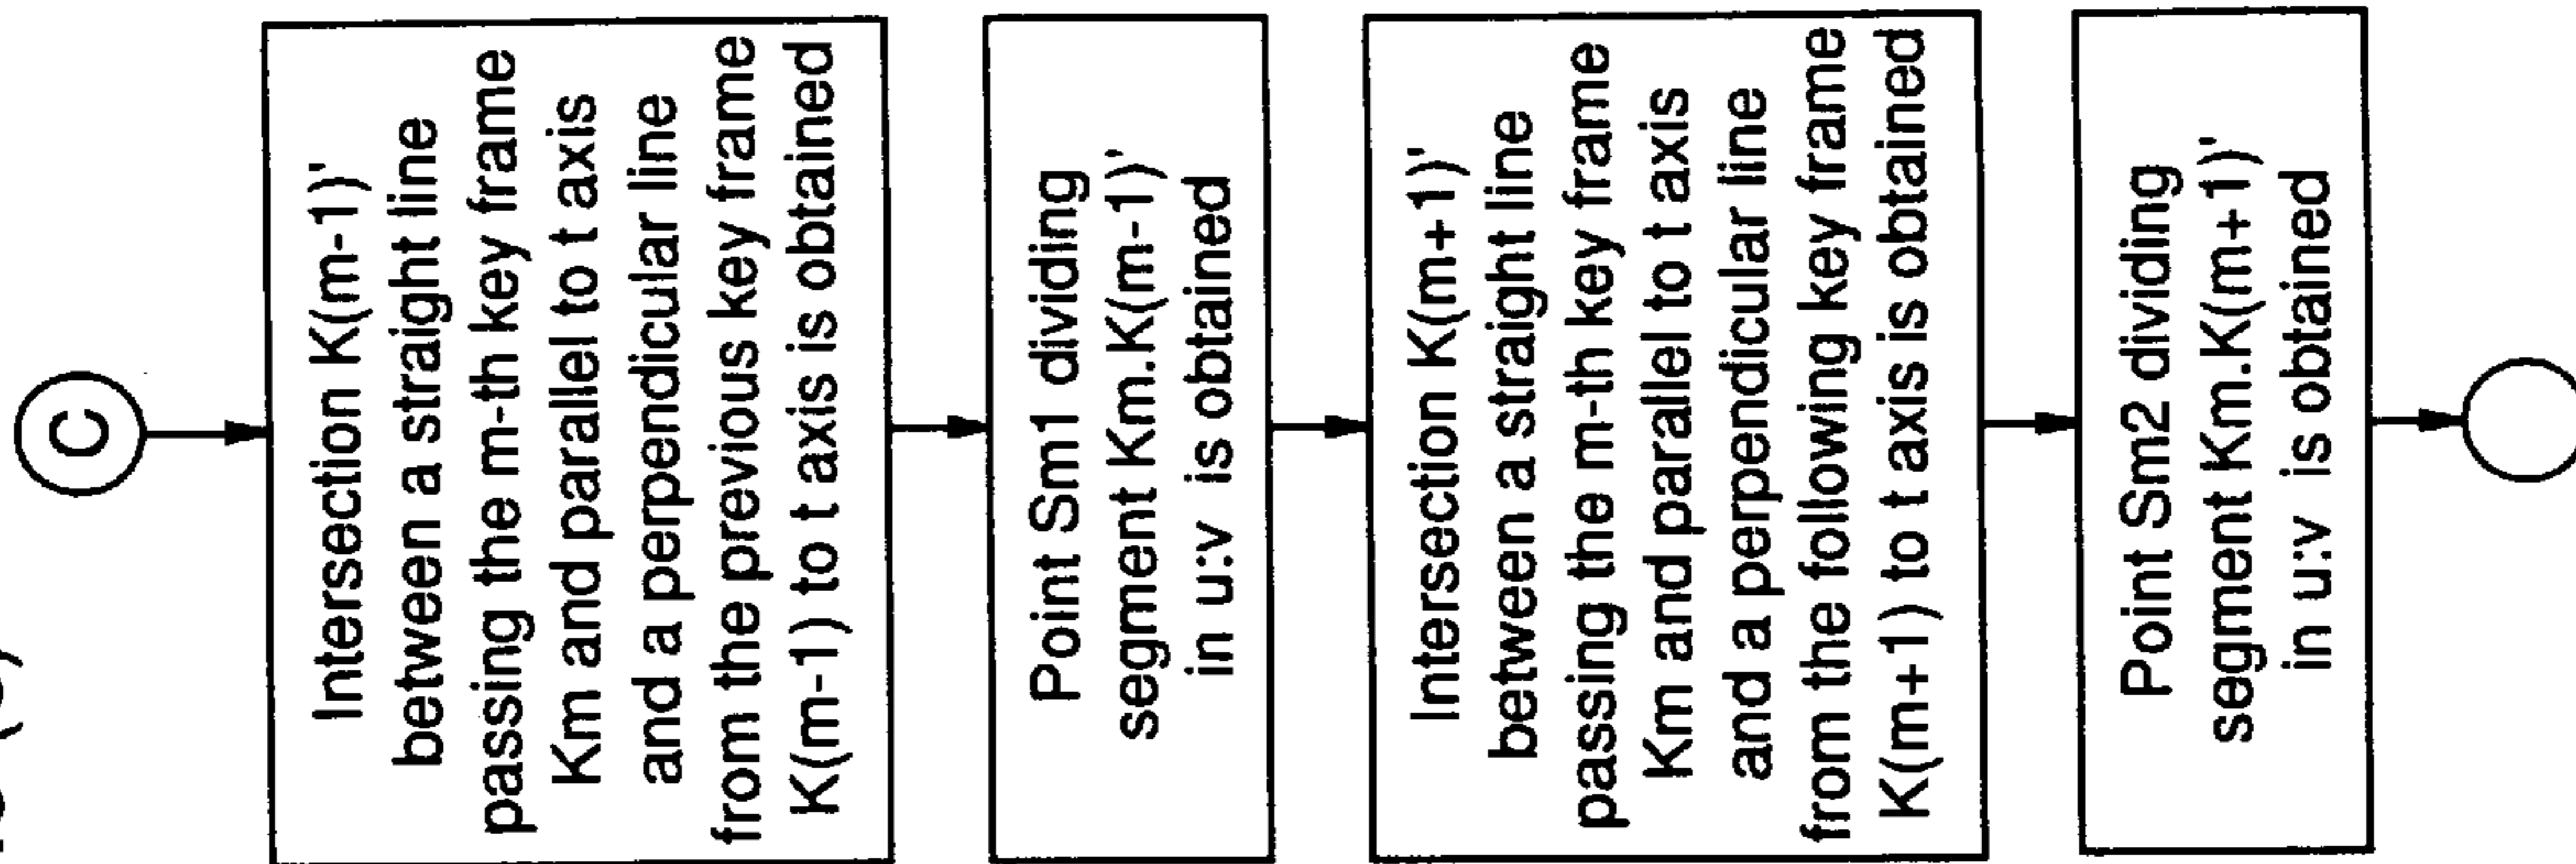 C
Intersection K(m-1)'
between a straight line
passing the m-th key frame
Km and parallel to t axis
and a perpendicular line
from the previous key frame
K(m-1) to t axis is obtained
Point Sm1 dividing
segment Km.K(m-1)'
in u:v is obtained
Intersection K(m+1)'
between a straight line
passing the m-th key frame
Km and parallel to t axis
and a perpendicular line
from the following key frame
K(m+1) to t axis is obtained
Point Sm2 dividing
segment Km.K(m+1)'
in u:v is obtained